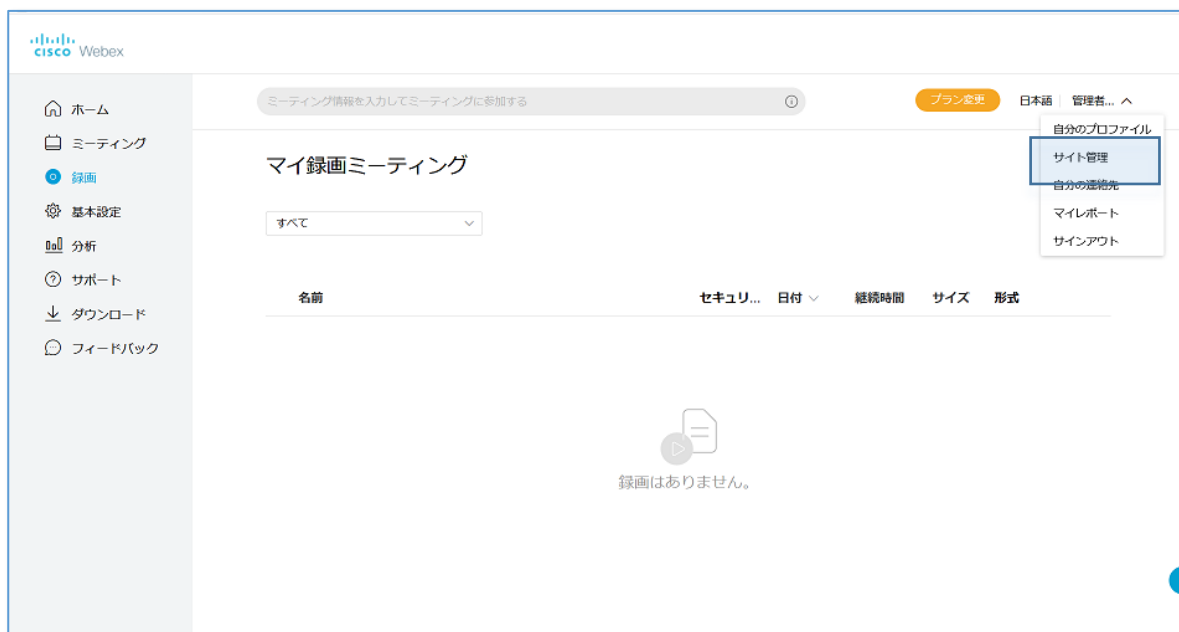 cisco Webex
ホーム
ミーティング
録画
基本設定
分析
サポート
ダウンロード
フィードバック
ミーティング情報を入力してミーティングに参加する
プラン変更
日本語
管理者...
自分のプロファイル
サイト管理
自分の連絡先
マイレポート
サインアウト
マイ録画ミーティング
すべて
名前 セキュリ... 日付 継続時間 サイズ 形式
録画はありません。